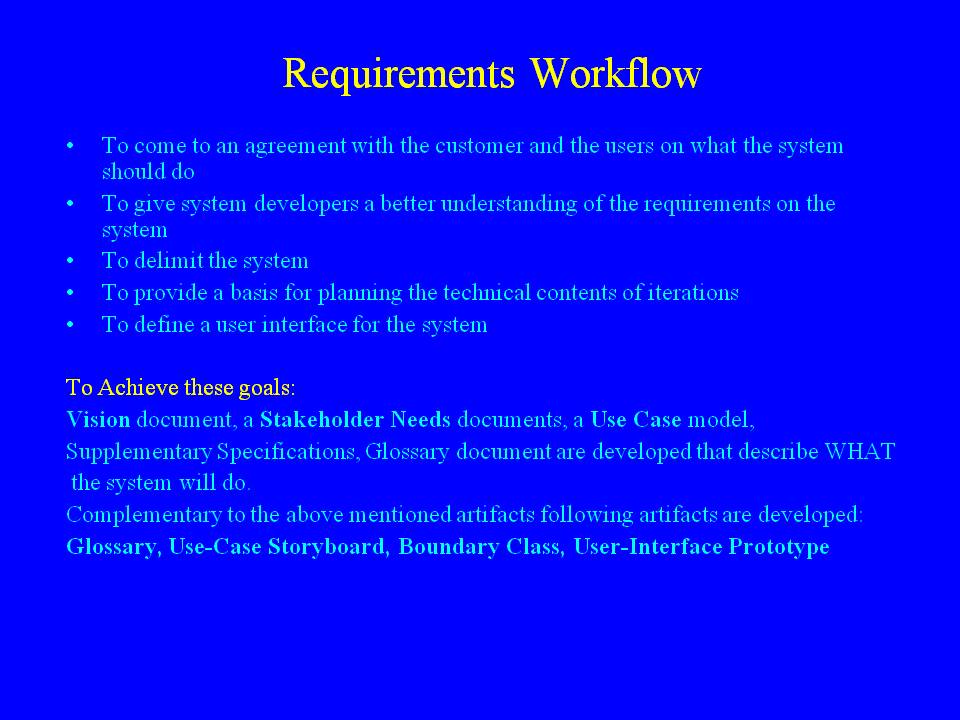 Requirements Workflow
• To come to an agreement with the customer and the users on what the system
should do
• To give system developers a better understanding of the requirements on the
system
• To delimit the system
• To provide a basis for planning the technical contents of iterations
• To define a user interface for the system
To Achieve these goals:
Vision document, a Stakeholder Needs documents, a Use Case model,
Supplementary Specifications, Glossary document are developed that describe WHAT
the system will do.
Complementary to the above mentioned artifacts following artifacts are developed:
Glossary, Use-Case Storyboard, Boundary Class, User-Interface Prototype